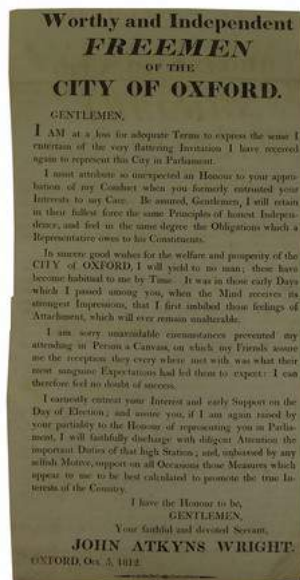 Worthy and Independent
FREEMEN
OF THE
CITY OF OXFORD.
GENTLEMEN,
I AM at a loss for adequate Terms to express the sense I
entertain of the very flattering Invitation I have received
again to represent this City in Parliament.
I must attribute so unexpected an Honour to your appro-
bation of my Conduct when you formerly entrusted your
Interests to my Care. Be assured, Gentlemen, I still retain
in their fullest force the same Principles of honest Indepen-
dence, and feel in the same degree the Obligations which a
Representative owes to his Constituents.
In sincere good wishes for the welfare and prosperity of the
CITY of OXFORD, I will yield to no man; these have
become habitual to me by Time. It was in those early Days
which I passed among you, when the Mind receives its
strongest Impressions, that I first imbibed those feelings of
Attachment, which will ever remain unalterable.
I am sorry unavoidable circumstances prevented my
attending in Person a Canvass, on which my Friends assure
me the reception they every where met with was what their
most sanguine Expectations had led them to expect: I can
therefore feel no doubt of success.
I earnestly entreat your Interest and early Support on the
Day of Election; and assure you, if I am again raised by
your partiality to the Honour of representing you in Parlia-
ment, I will faithfully discharge with diligent Attention the
important Duties of that high Station; and, unbiassed by any
selfish Motive, support on all Occasions those Measures which
appear to me to be best calculated to promote the true In-
terests of the Country.
I have the Honour to be,
GENTLEMEN,
Your faithful and devoted Servant,
JOHN ATKYNS WRIGHT.
OXFORD, Oct. 5, 1812.